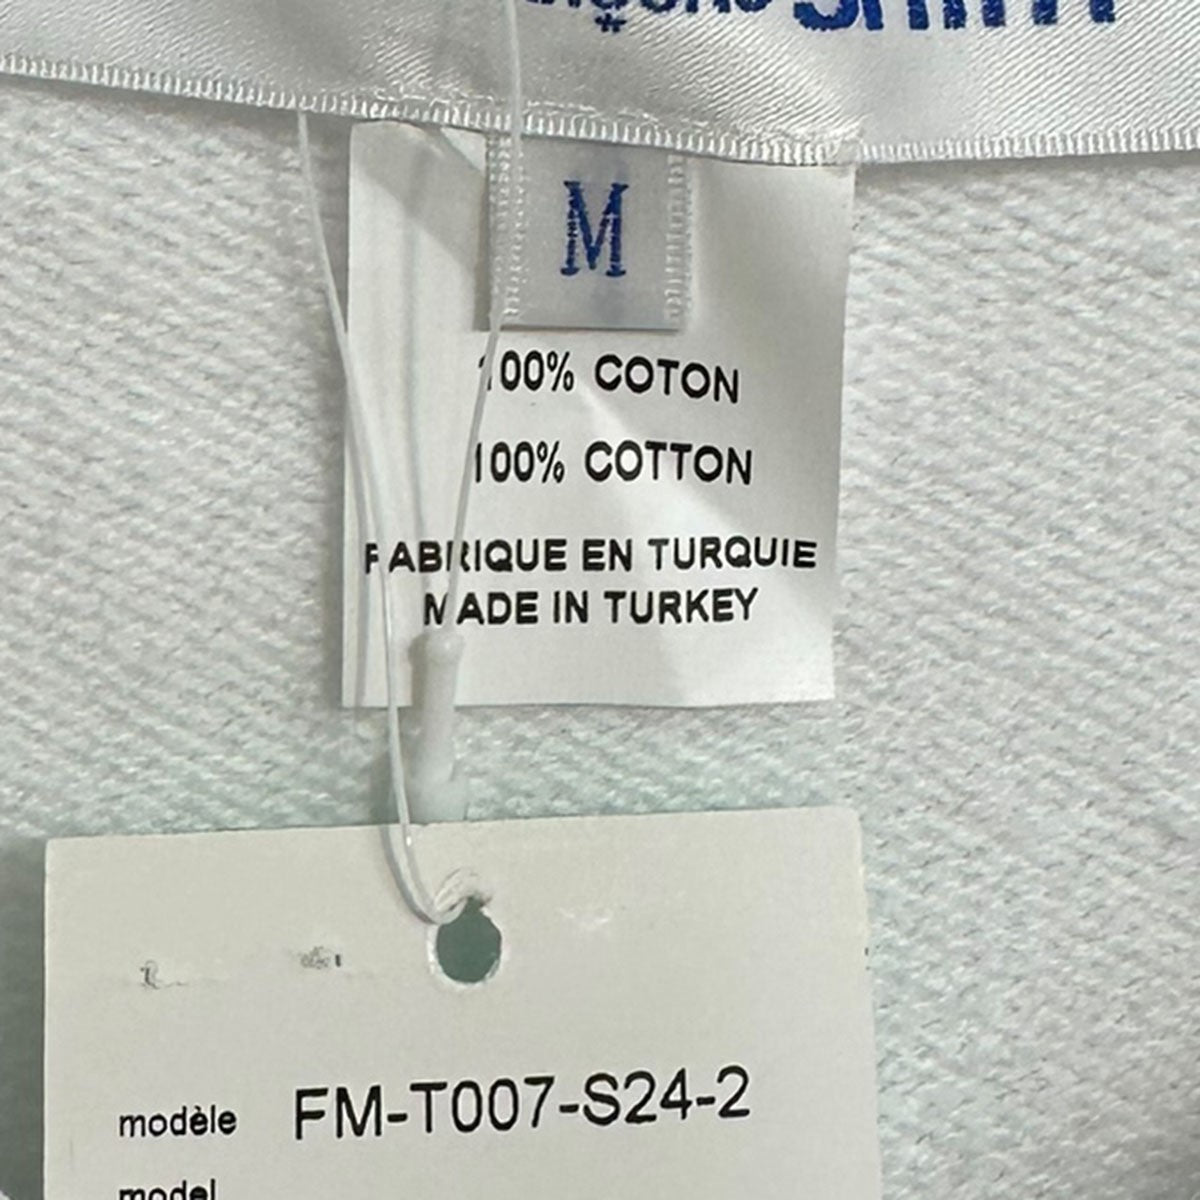 M
100% COTON
100% COTTON
FABRIQUE EN TURQUIE
MADE IN TURKEY
modèle FM-T007-S24-2
model